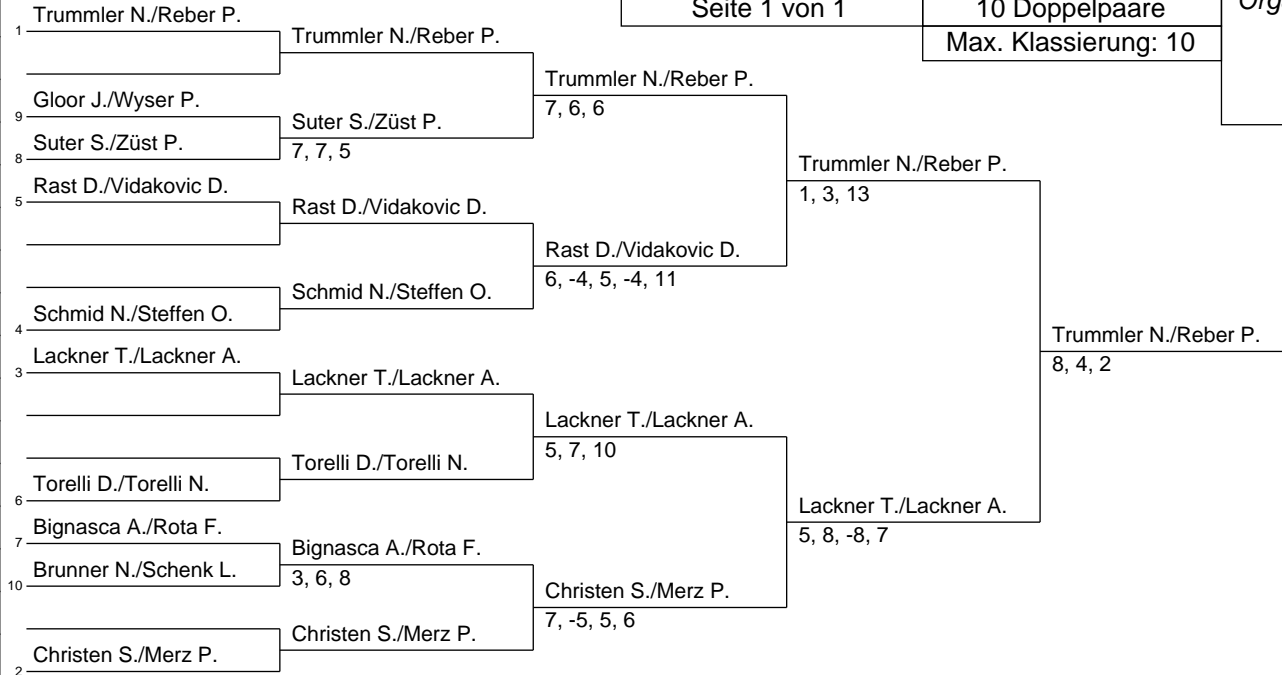 Seite 1 von 1
10 Doppelpaare
Org
Max. Klassierung: 10
1 Trummler N./Reber P.
9 Gloor J./Wyser P.
8 Suter S./Züst P.
5 Rast D./Vidakovic D.
4 Schmid N./Steffen O.
3 Lackner T./Lackner A.
6 Torelli D./Torelli N.
7 Bignasca A./Rota F.
10 Brunner N./Schenk L.
2 Christen S./Merz P.
Trummler N./Reber P.
Suter S./Züst P.
7, 7, 5
Rast D./Vidakovic D.
Schmid N./Steffen O.
Lackner T./Lackner A.
Torelli D./Torelli N.
Bignasca A./Rota F.
3, 6, 8
Christen S./Merz P.
Trummler N./Reber P.
7, 6, 6
Rast D./Vidakovic D.
6, -4, 5, -4, 11
Lackner T./Lackner A.
5, 7, 10
Christen S./Merz P.
7, -5, 5, 6
Trummler N./Reber P.
1, 3, 13
Lackner T./Lackner A.
5, 8, -8, 7
Trummler N./Reber P.
8, 4, 2